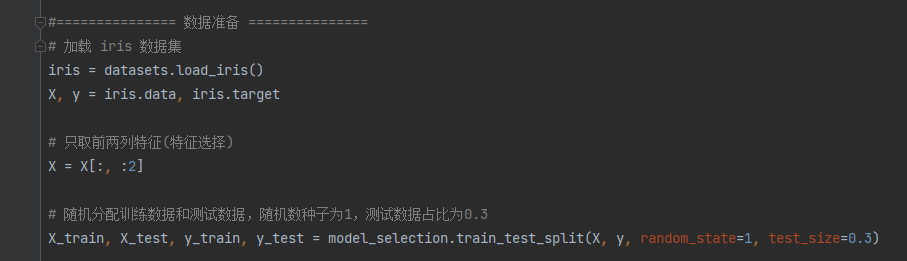 #=============== 数据准备 ===============
# 加载 iris 数据集
iris = datasets.load_iris()
X, y = iris.data, iris.target
# 只取前两列特征(特征选择)
X = X[:, :2]
# 随机分配训练数据和测试数据，随机数种子为1，测试数据占比为0.3
X_train, X_test, y_train, y_test = model_selection.train_test_split(X, y, random_state=1, test_size=0.3)